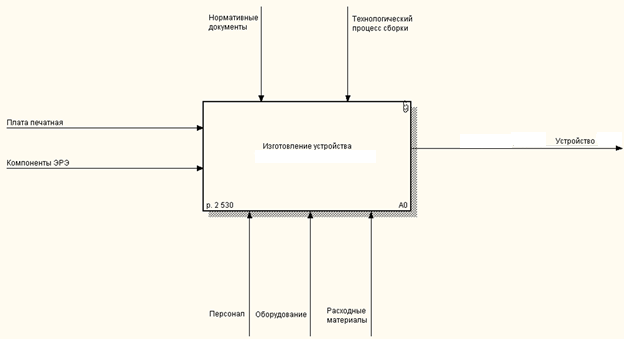 Нормативные
документы
Технологический
процесс сборки
Плата печатная
Изготовление устройства
Устройство
Компоненты ЭРЭ
р. 2 530
A0
Персонал
Оборудование
Расходные
материалы